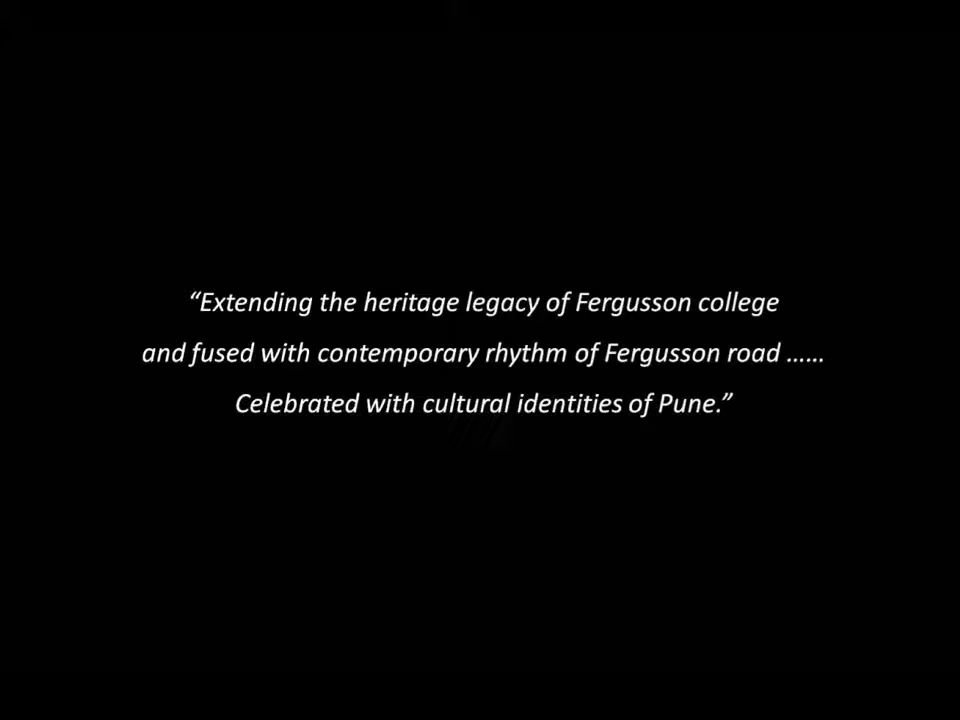 “Extending the heritage legacy of Fergusson college
and fused with contemporary rhythm of Fergusson road ......
Celebrated with cultural identities of Pune.”